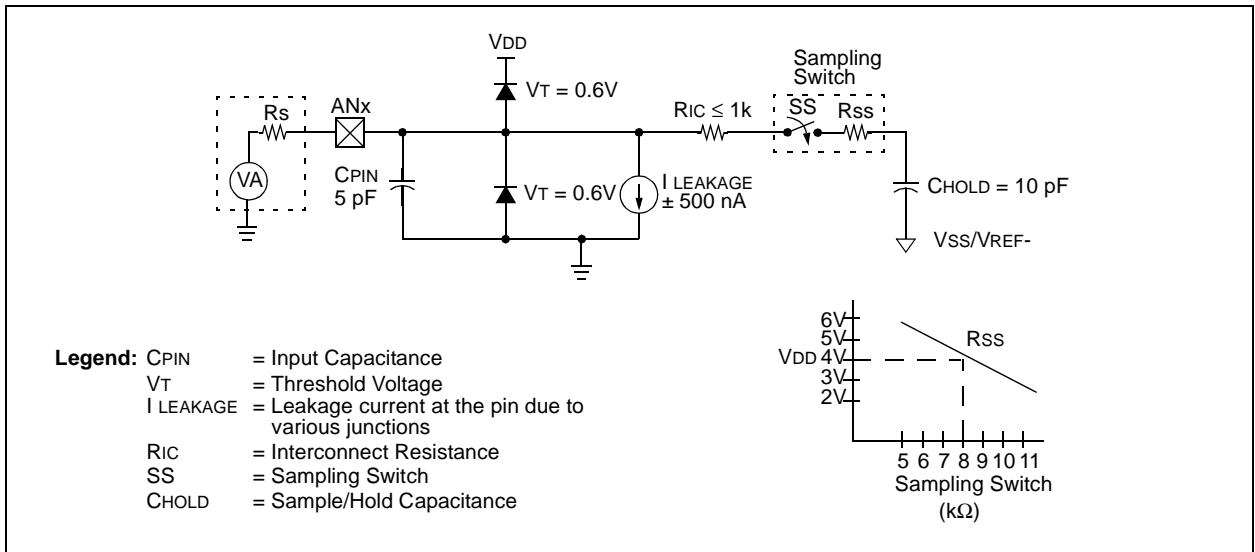 VDD
VT = 0.6V
Sampling
Switch
Rs
ANx
RIC ≤ 1k
SS
RSS
VA
CPIN
5 pF
VT = 0.6V
I LEAKAGE
± 500 nA
CHOLD = 10 pF
VSS/VREF-
6V
5V
VDD 4V
3V
2V
RSS
5 6 7 8 9 10 11
Sampling Switch
(kΩ)
Legend: CPIN = Input Capacitance
VT = Threshold Voltage
I LEAKAGE = Leakage current at the pin due to
various junctions
RIC = Interconnect Resistance
SS = Sampling Switch
CHOLD = Sample/Hold Capacitance